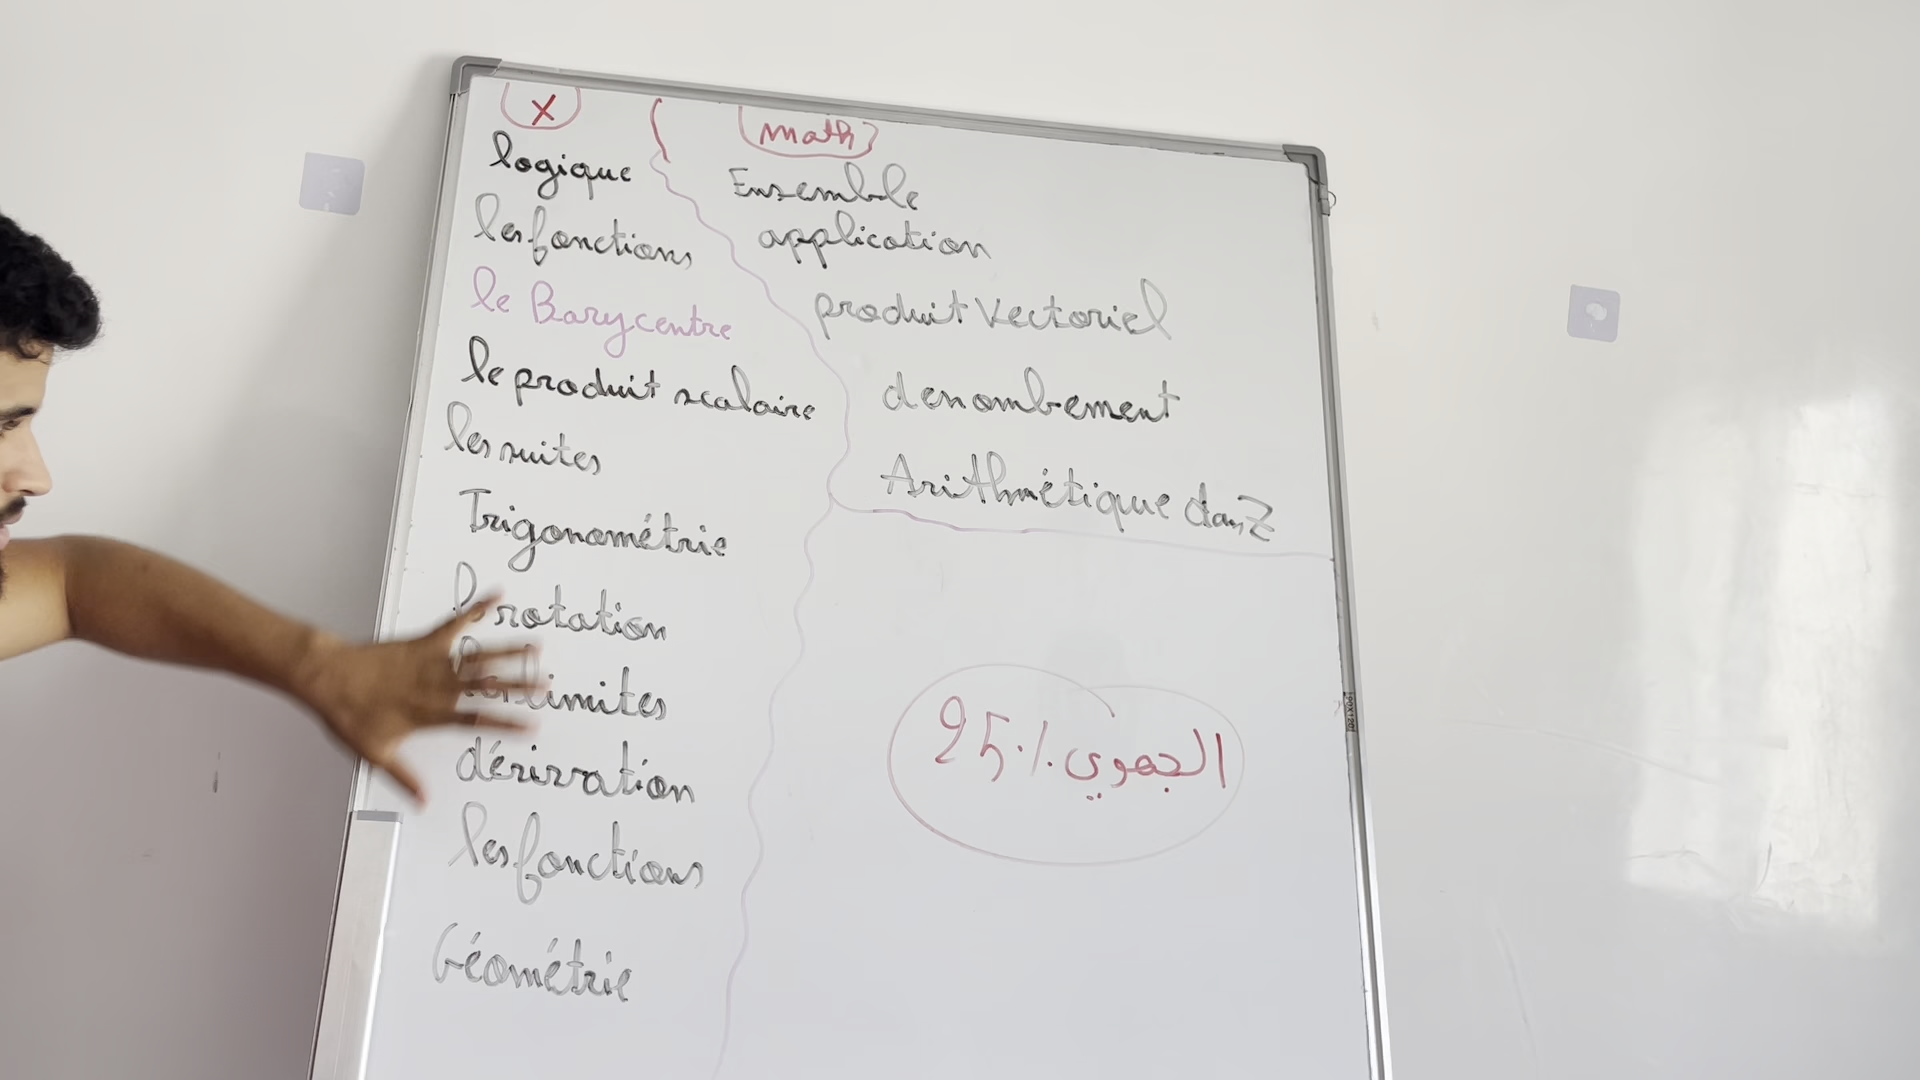 X
logique
les fonctions
le Barycentre
le produit scalaire
les suites
Trigonométrie
rotation
limites
dérivation
les fonctions
Géométrie
math
Ensemble
application
produit Vectoriel
denombement
Arithmétique dans Z
الجهوي 25%